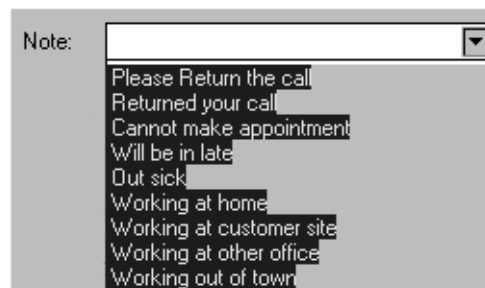 Note:
Please Return the call
Returned your call
Cannot make appointment
Will be in late
Out sick
Working at home
Working at customer site
Working at other office
Working out of town